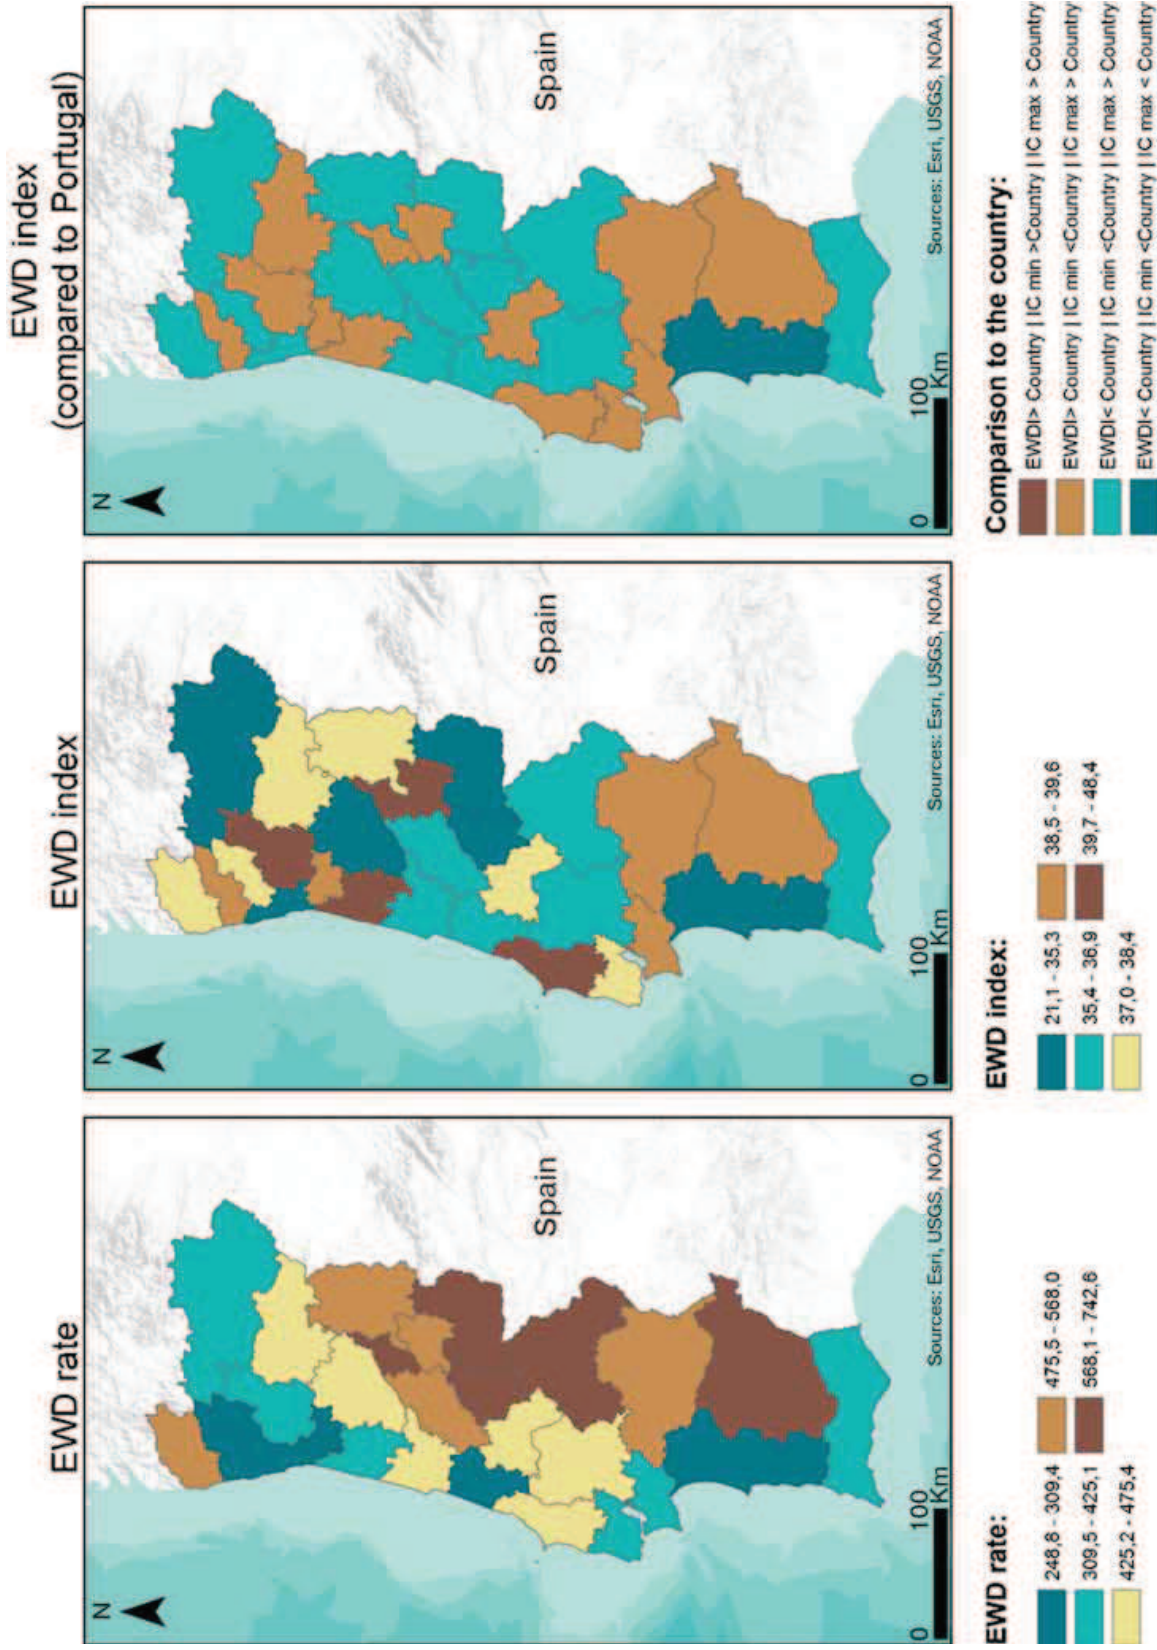 EWD rate
N
Spain
0
100
Km
Sources: Esri, USGS, NOAA
EWD rate:
248,8 - 309,4
309,5 - 425,1
425,2 - 475,4
475,5 - 568,0
568,1 - 742,6
EWD index
N
Spain
0
100
Km
Sources: Esri, USGS, NOAA
EWD index:
21,1 - 35,3
35,4 - 36,9
37,0 - 38,4
38,5 - 39,6
39,7 - 48,4
EWD index
(compared to Portugal)
N
Spain
0
100
Km
Sources: Esri, USGS, NOAA
Comparison to the country:
EWDI> Country | IC min >Country | IC max > Country
EWDI> Country | IC min <Country | IC max > Country
EWDI< Country | IC min <Country | IC max > Country
EWDI< Country | IC min <Country | IC max < Country